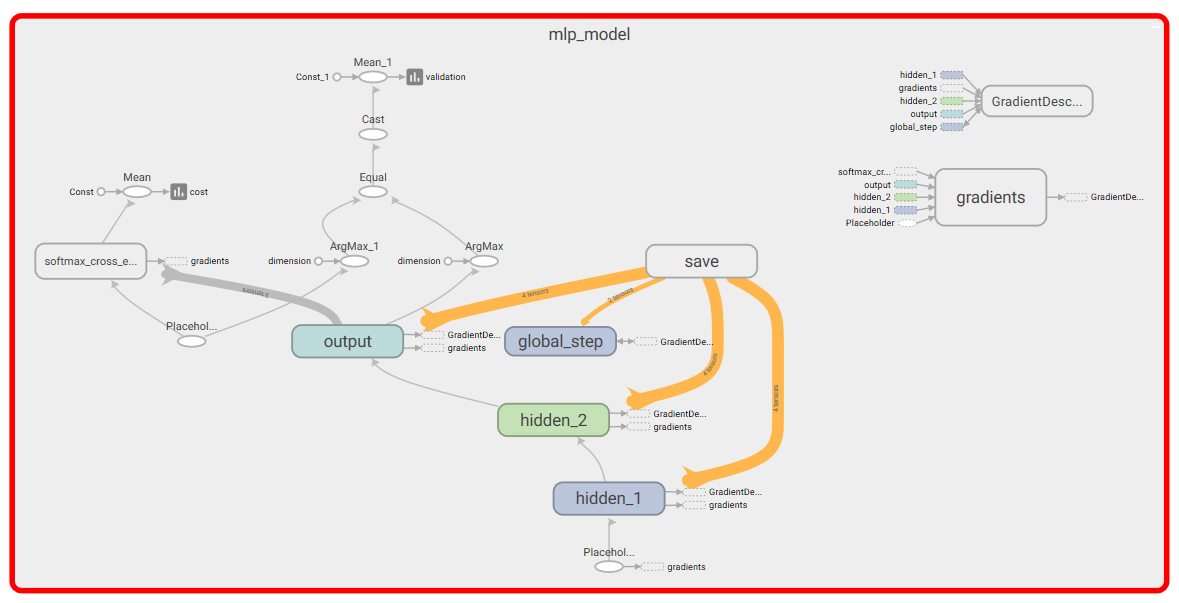 mlp_model
Mean_1
Const_1
validation
Cast
Mean
Const
cost
Equal
softmax_cross_e...
gradients
ArgMax_1
dimension
ArgMax
dimension
Placehol...
output
GradientDe...
gradients
3 tensors
save
4 tensors
2 tensors
4 tensors
4 tensors
global_step
GradientDe...
hidden_2
GradientDe...
gradients
hidden_1
GradientDe...
gradients
Placehol...
gradients
hidden_1
gradients
hidden_2
output
global_step
GradientDesc...
softmax_cr...
output
hidden_2
hidden_1
Placeholder
gradients
GradientDe...